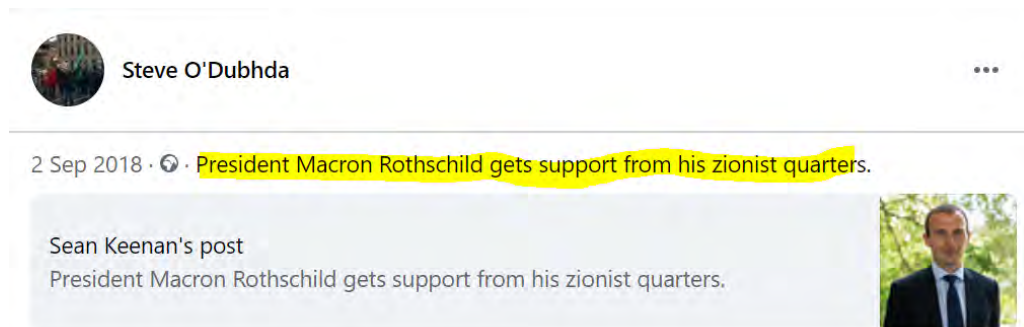 Steve O'Dubhda
2 Sep 2018 · · President Macron Rothschild gets support from his zionist quarters.
Sean Keenan's post
President Macron Rothschild gets support from his zionist quarters.